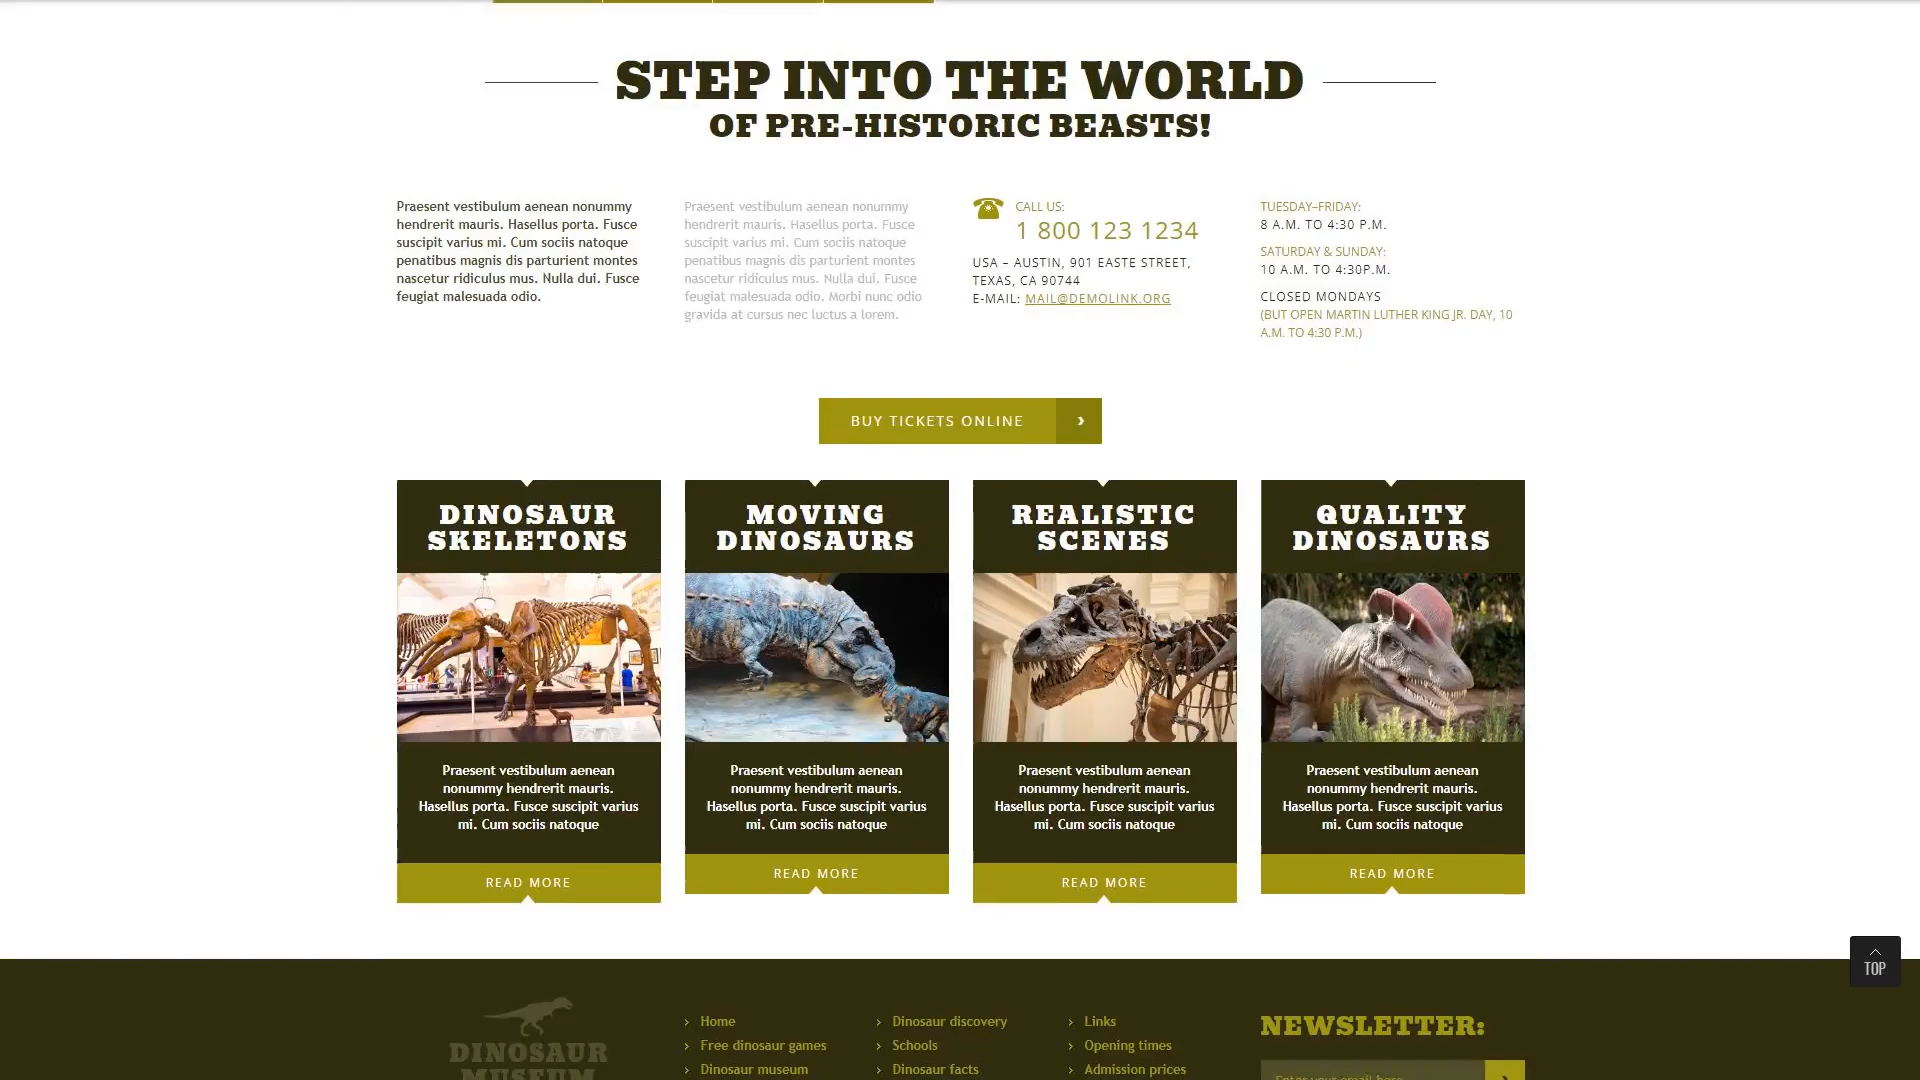 STEP INTO THE WORLD
OF PRE-HISTORIC BEASTS!
Praesent vestibulum aenean nonummy
hendrerit mauris. Hasellus porta. Fusce
suscipit varius mi. Cum sociis natoque
penatibus magnis dis parturient montes
nascetur ridiculus mus. Nulla dui. Fusce
feugiat malesuada odio.
Praesent vestibulum aenean nonummy
hendrerit mauris. Hasellus porta. Fusce
suscipit varius mi. Cum sociis natoque
penatibus magnis dis parturient montes
nascetur ridiculus mus. Nulla dui. Fusce
feugiat malesuada odio. Morbi nunc odio
gravida at cursus nec luctus a lorem.
CALL US:
1 800 123 1234
USA – AUSTIN, 901 EASTE STREET,
TEXAS, CA 90744
E-MAIL: MAIL@DEMOLINK.ORG
TUESDAY–FRIDAY:
8 A.M. TO 4:30 P.M.
SATURDAY & SUNDAY:
10 A.M. TO 4:30P.M.
CLOSED MONDAYS
(BUT OPEN MARTIN LUTHER KING JR. DAY, 10
A.M. TO 4:30 P.M.)
BUY TICKETS ONLINE
DINOSAUR
SKELETONS
Praesent vestibulum aenean
nonummy hendrerit mauris.
Hasellus porta. Fusce suscipit varius
mi. Cum sociis natoque
READ MORE
MOVING
DINOSAURS
Praesent vestibulum aenean
nonummy hendrerit mauris.
Hasellus porta. Fusce suscipit varius
mi. Cum sociis natoque
READ MORE
REALISTIC
SCENES
Praesent vestibulum aenean
nonummy hendrerit mauris.
Hasellus porta. Fusce suscipit varius
mi. Cum sociis natoque
READ MORE
QUALITY
DINOSAURS
Praesent vestibulum aenean
nonummy hendrerit mauris.
Hasellus porta. Fusce suscipit varius
mi. Cum sociis natoque
READ MORE
TOP
DINOSAUR
MUSEUM
Home
Free dinosaur games
Dinosaur museum
Dinosaur discovery
Schools
Dinosaur facts
Links
Opening times
Admission prices
NEWSLETTER:
Enter your email here